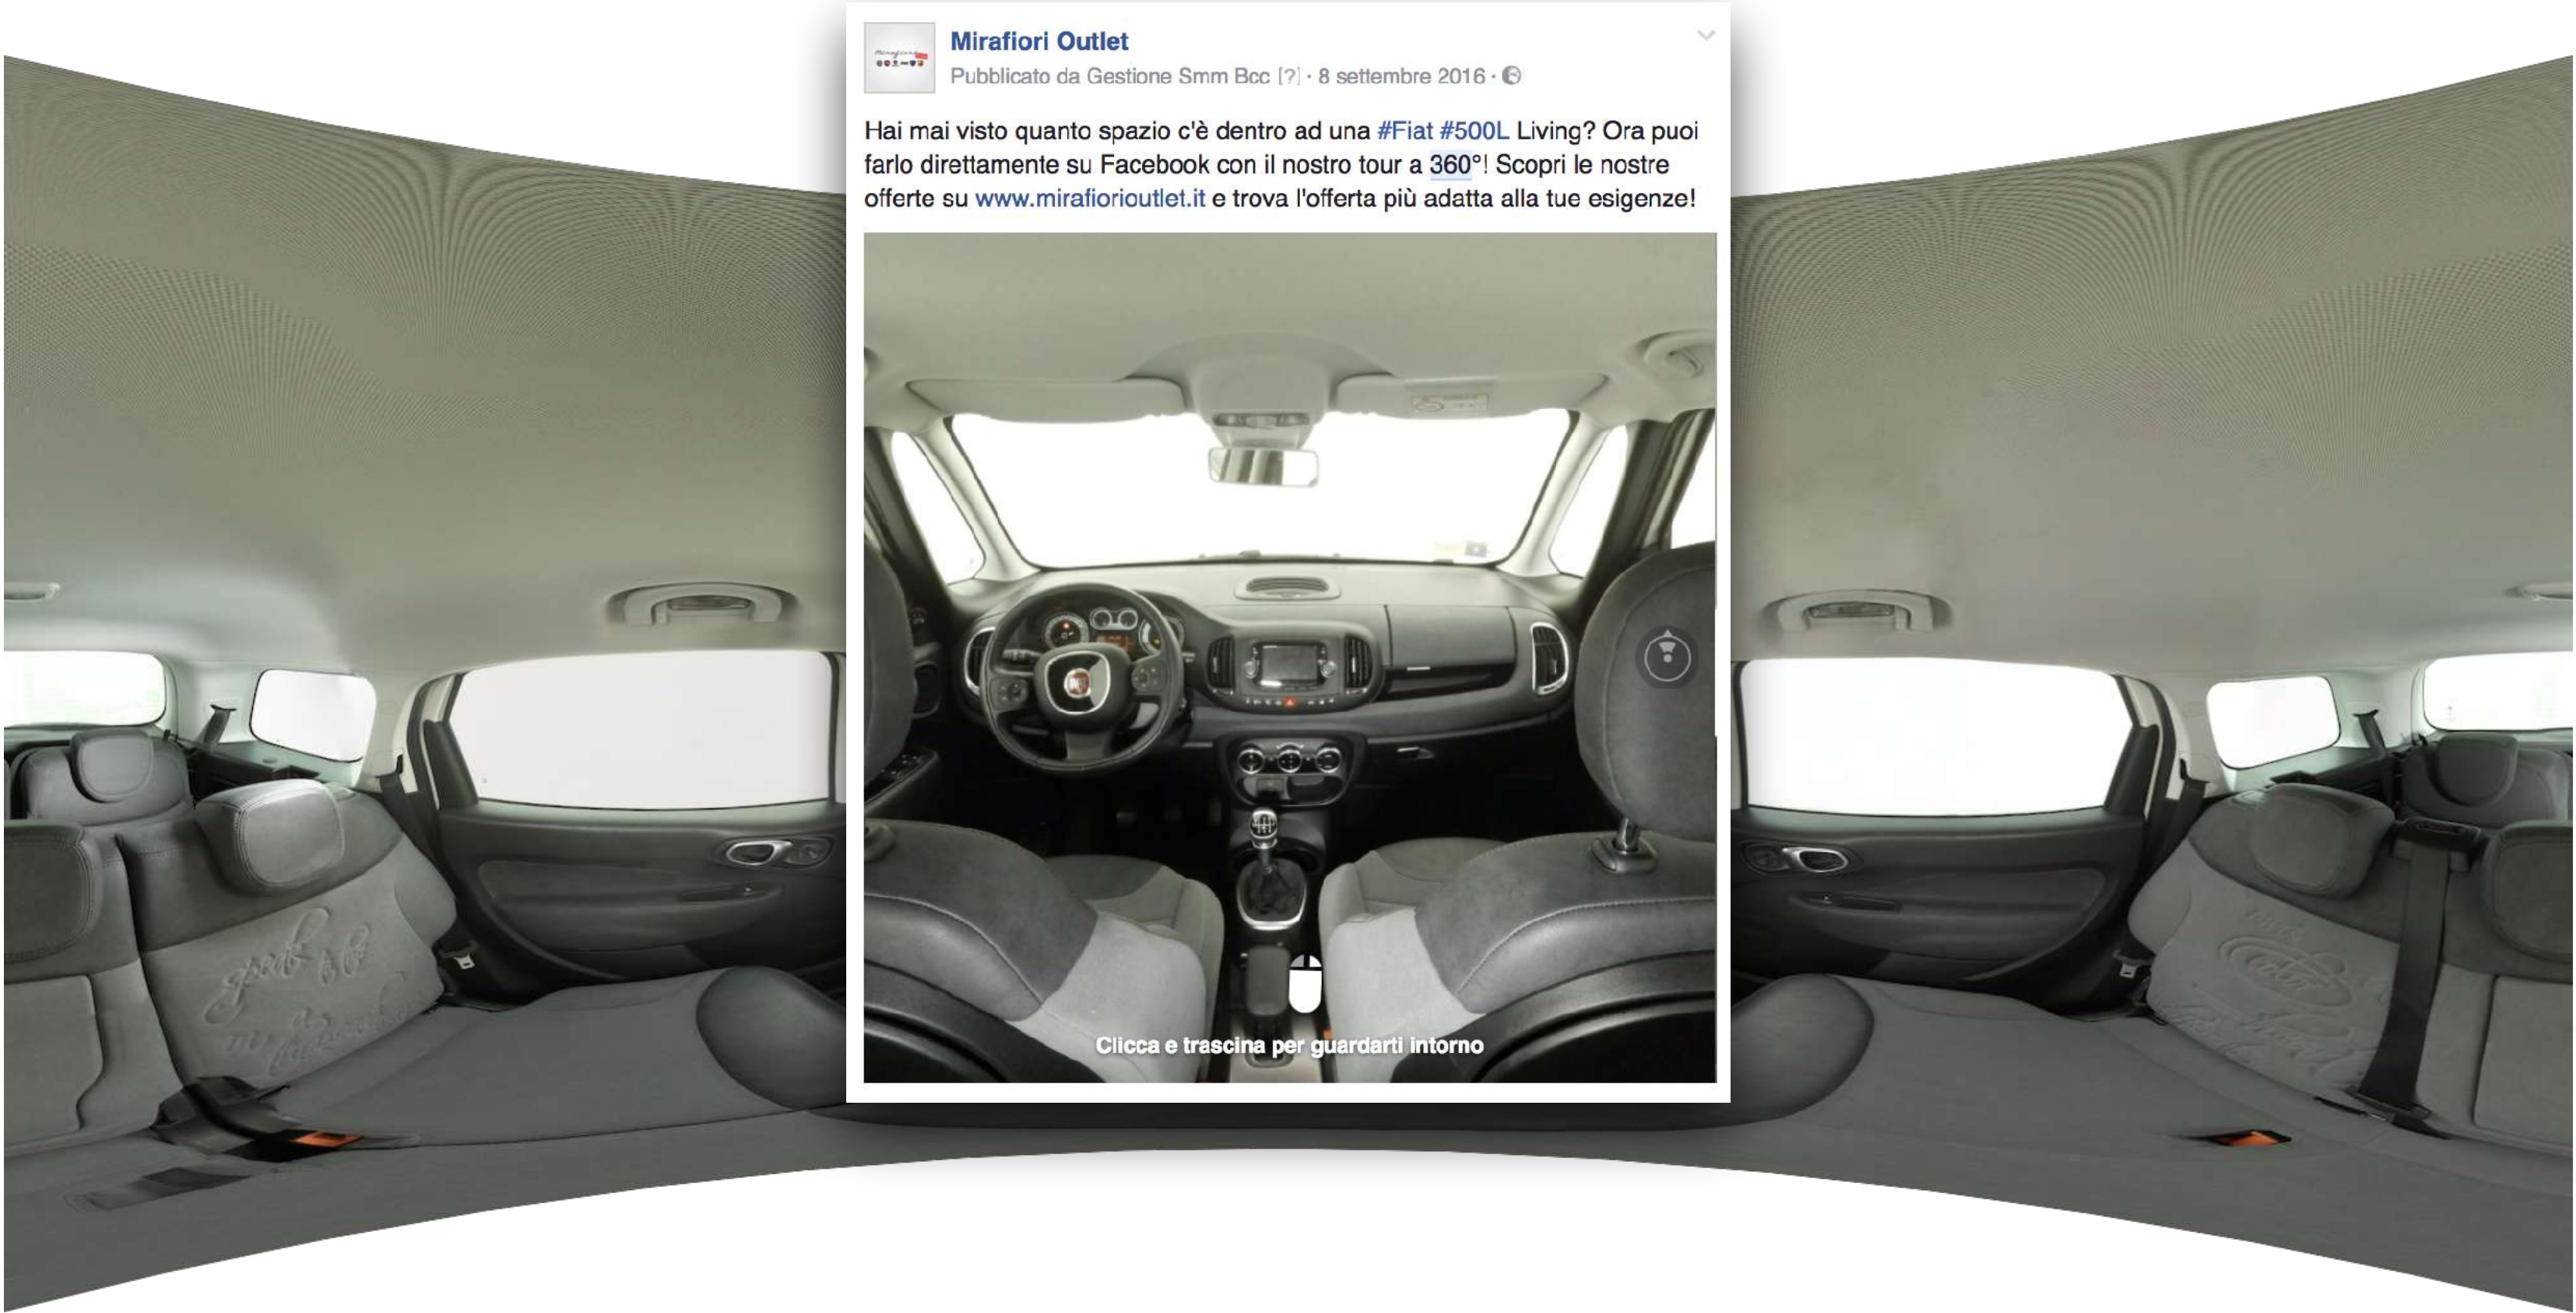 Mirafiori Outlet
Pubblicato da Gestione Smm Bcc [?] · 8 settembre 2016 ·
Hai mai visto quanto spazio c'è dentro ad una #Fiat #500L Living? Ora puoi
farlo direttamente su Facebook con il nostro tour a 360°! Scopri le nostre
offerte su www.mirafiorioutlet.it e trova l'offerta più adatta alla tue esigenze!
Clicca e trascina per guardarti intorno